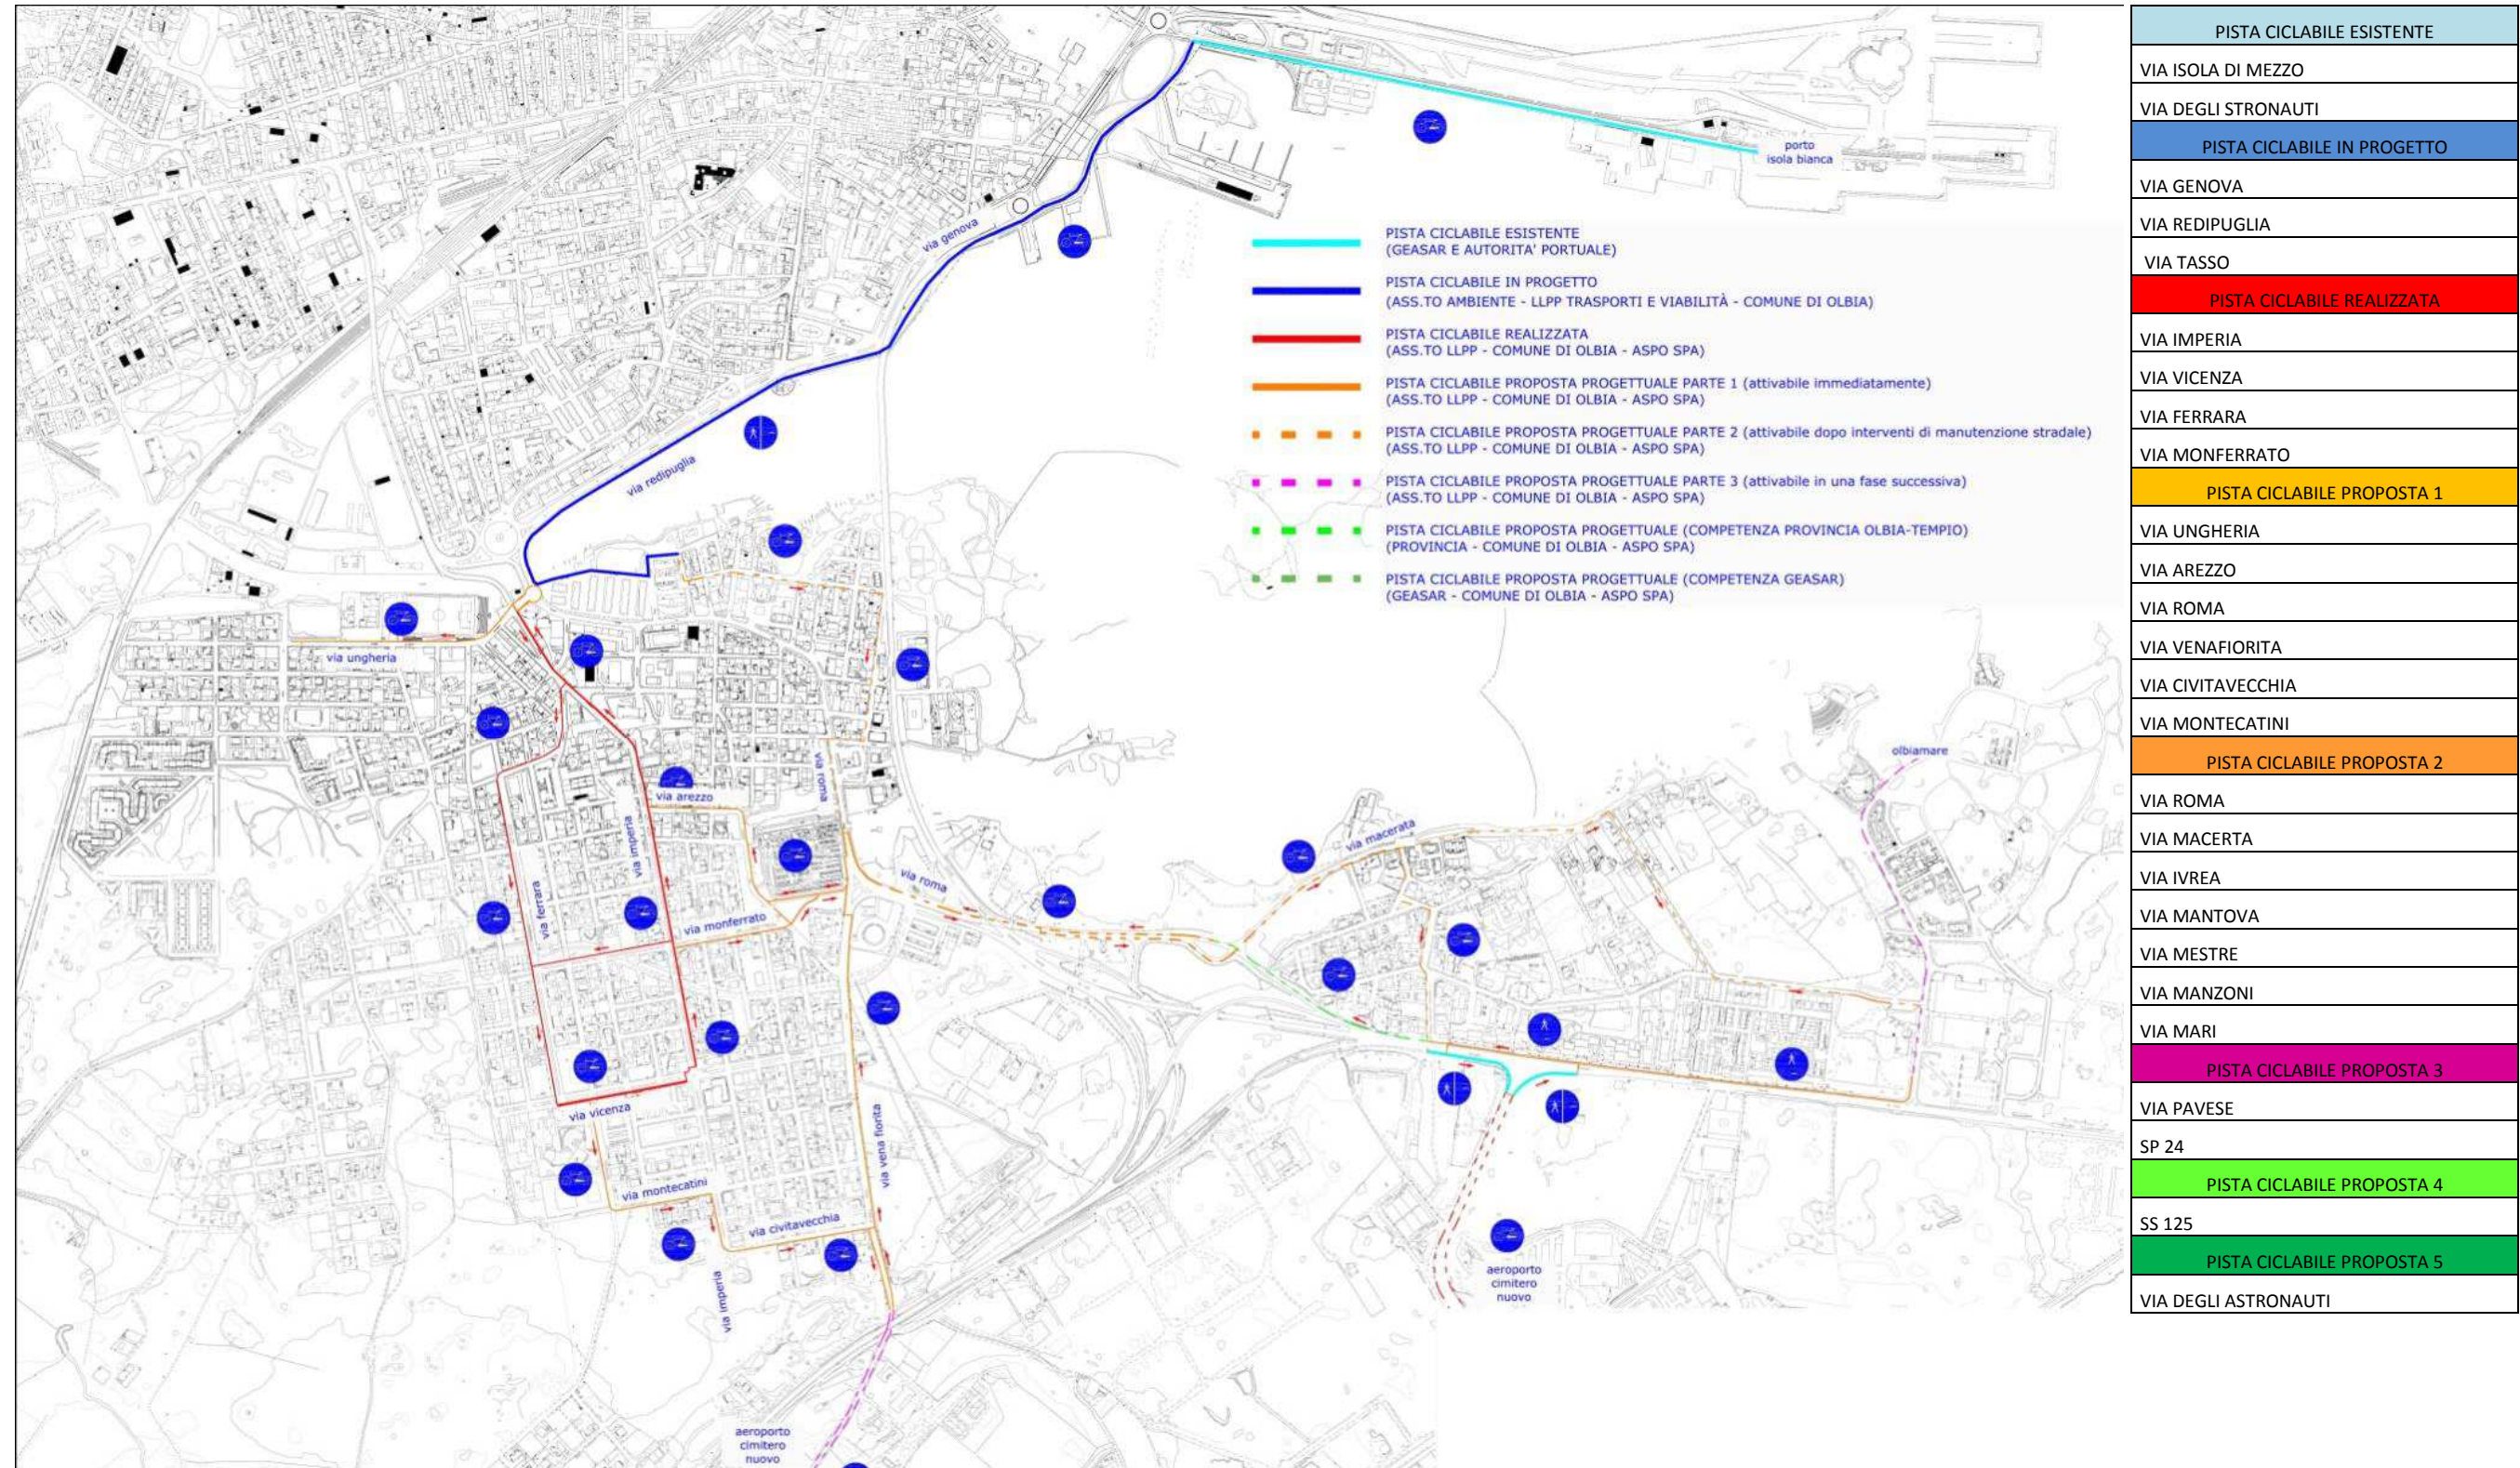 porto
isola bianca
via genova
PISTA CICLABILE ESISTENTE
(GEASAR E AUTORITA' PORTUALE)
PISTA CICLABILE IN PROGETTO
(ASS.TO AMBIENTE - LLPP TRASPORTI E VIABILITÀ - COMUNE DI OLBIA)
PISTA CICLABILE REALIZZATA
(ASS.TO LLPP - COMUNE DI OLBIA - ASPO SPA)
PISTA CICLABILE PROPOSTA PROGETTUALE PARTE 1 (attivabile immediatamente)
(ASS.TO LLPP - COMUNE DI OLBIA - ASPO SPA)
PISTA CICLABILE PROPOSTA PROGETTUALE PARTE 2 (attivabile dopo interventi di manutenzione stradale)
(ASS.TO LLPP - COMUNE DI OLBIA - ASPO SPA)
PISTA CICLABILE PROPOSTA PROGETTUALE PARTE 3 (attivabile in una fase successiva)
(ASS.TO LLPP - COMUNE DI OLBIA - ASPO SPA)
PISTA CICLABILE PROPOSTA PROGETTUALE (COMPETENZA PROVINCIA OLBIA-TEMPIO)
(PROVINCIA - COMUNE DI OLBIA - ASPO SPA)
PISTA CICLABILE PROPOSTA PROGETTUALE (COMPETENZA GEASAR)
(GEASAR - COMUNE DI OLBIA - ASPO SPA)
via redipuglia
via ungheria
via roma
olbiamare
via arezzo
via imperia
via macerata
via roma
via ferrara
via monferrato
via vicenza
via vena fiorita
via montecatini
via civitavecchia
via imperia
aeroporto
cimitero
nuovo
aeroporto
cimitero
nuovo
PISTA CICLABILE ESISTENTE
VIA ISOLA DI MEZZO
VIA DEGLI STRONAUTI
PISTA CICLABILE IN PROGETTO
VIA GENOVA
VIA REDIPUGLIA
VIA TASSO
PISTA CICLABILE REALIZZATA
VIA IMPERIA
VIA VICENZA
VIA FERRARA
VIA MONFERRATO
PISTA CICLABILE PROPOSTA 1
VIA UNGHERIA
VIA AREZZO
VIA ROMA
VIA VENAFIORITA
VIA CIVITAVECCHIA
VIA MONTECATINI
PISTA CICLABILE PROPOSTA 2
VIA ROMA
VIA MACERTA
VIA IVREA
VIA MANTOVA
VIA MESTRE
VIA MANZONI
VIA MARI
PISTA CICLABILE PROPOSTA 3
VIA PAVESE
SP 24
PISTA CICLABILE PROPOSTA 4
SS 125
PISTA CICLABILE PROPOSTA 5
VIA DEGLI ASTRONAUTI